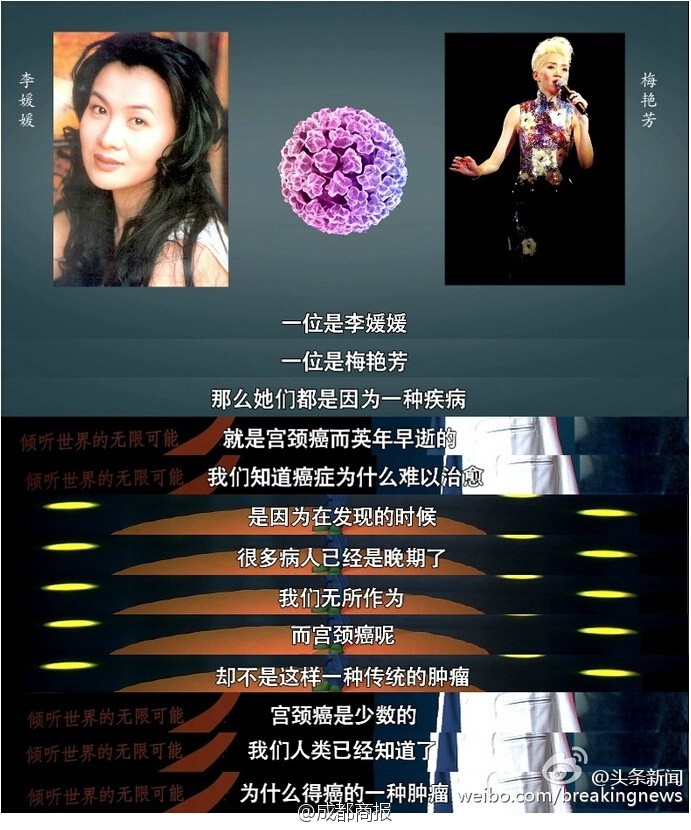 李媛媛
梅艳芳
一位是李媛媛
一位是梅艳芳
那么她们都是因为一种疾病
倾听世界的无限可能
就是宫颈癌而英年早逝的
倾听世界的无限可能
我们知道癌症为什么难以治愈
是因为在发现的时候
很多病人已经是晚期了
我们无所作为
而宫颈癌呢
却不是这样一种传统的肿瘤
倾听世界的无限可能
宫颈癌是少数的
倾听世界的无限可能
我们人类已经知道了
@头条新闻
倾听世界的无限可能
为什么得癌的一种肿瘤
weibo.com/breakingnews
@成都商报